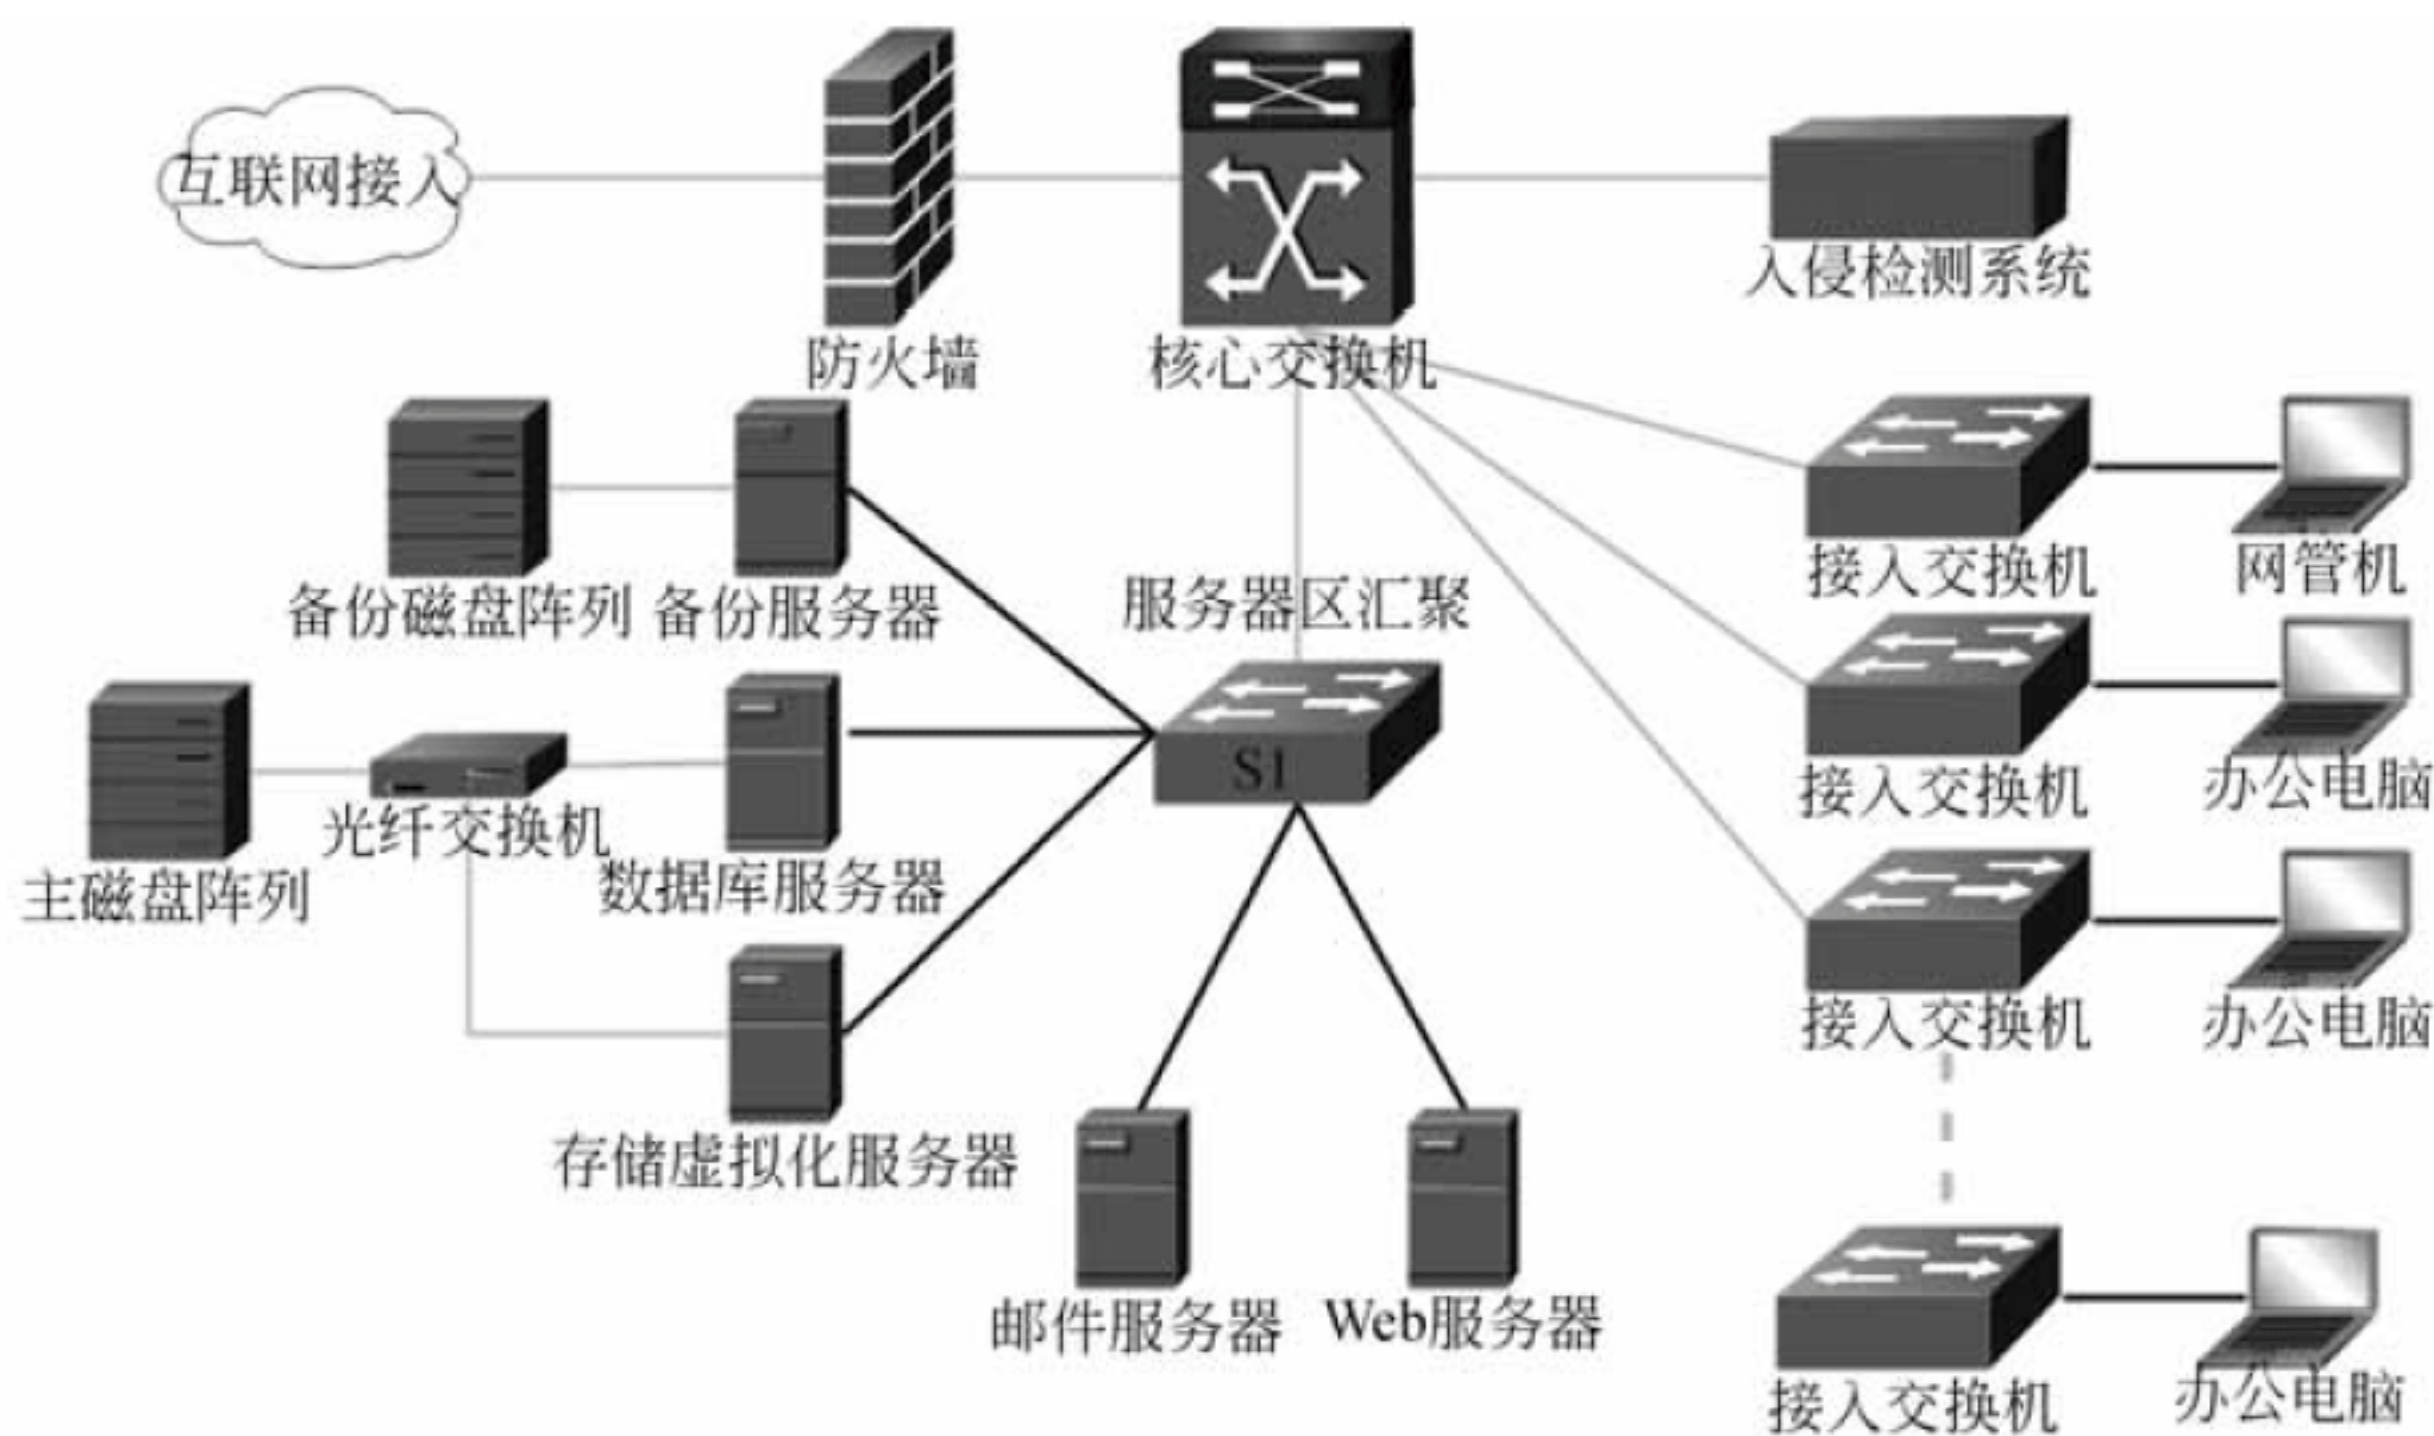 互联网接入
防火墙
核心交换机
入侵检测系统
备份磁盘阵列
备份服务器
服务器区汇聚
接入交换机
网管机
主磁盘阵列
光纤交换机
数据库服务器
S1
接入交换机
办公电脑
存储虚拟化服务器
接入交换机
办公电脑
邮件服务器
Web服务器
接入交换机
办公电脑